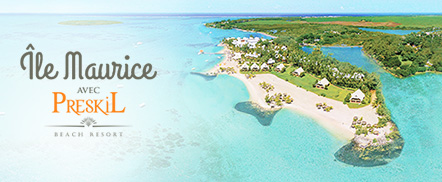 Île Maurice
AVEC
PRESKIL
BEACH RESORT